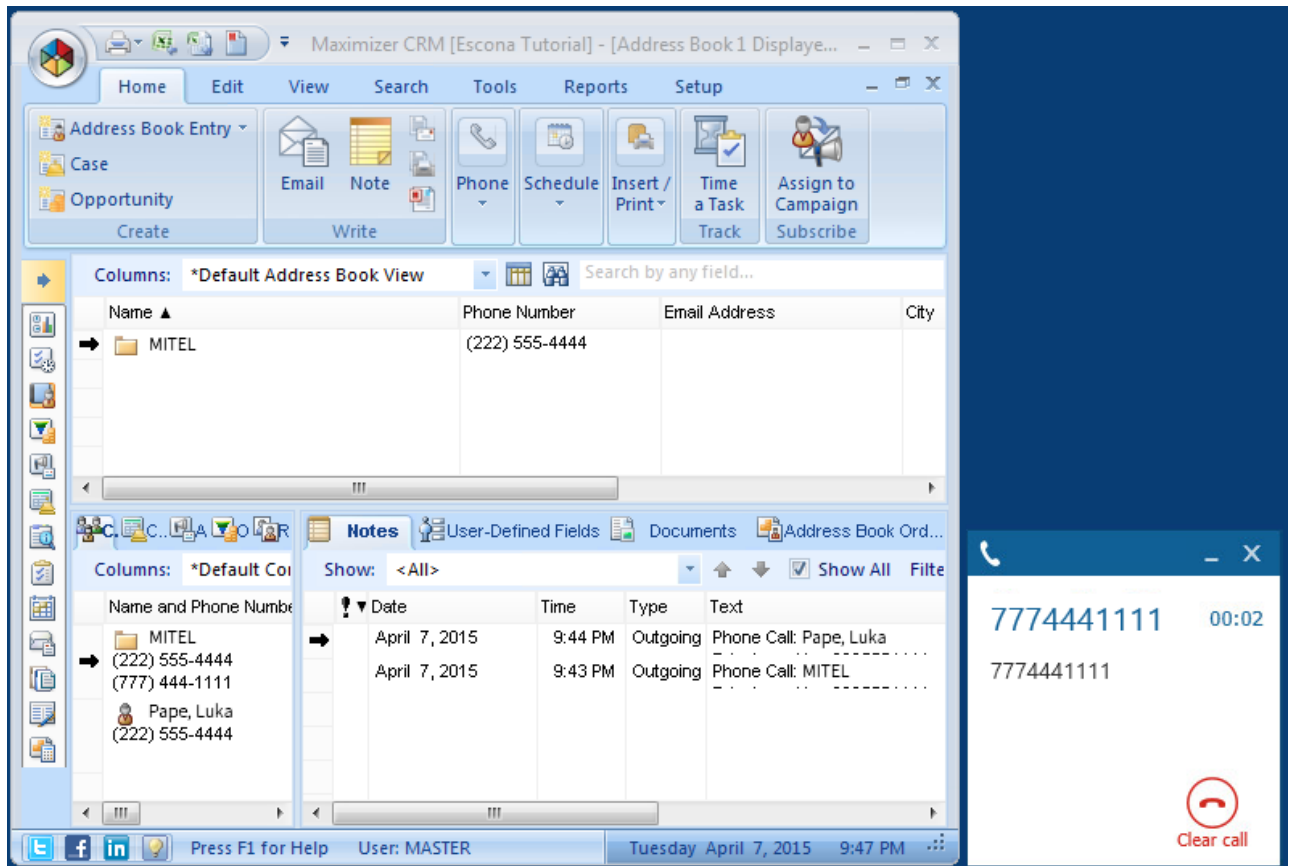 Maximizer CRM [Escona Tutorial] - [Address Book 1 Displaye...
Home Edit View Search Tools Reports Setup
Address Book Entry
Case
Opportunity
Create
Email Note
Write
Phone
Schedule
Insert /
Print
Time
a Task
Track
Assign to
Campaign
Subscribe
Columns: *Default Address Book View Search by any field...
Name Phone Number Email Address City
MITEL (222) 555-4444
C. C.. A O R
Notes User-Defined Fields Documents Address Book Ord...
Columns: *Default Cor
Show: <All> Show All Filte
Name and Phone Numbe
MITEL
(222) 555-4444
(777) 444-1111
Pape, Luka
(222) 555-4444
Date Time Type Text
April 7, 2015 9:44 PM Outgoing Phone Call: Pape, Luka
April 7, 2015 9:43 PM Outgoing Phone Call: MITEL
Press F1 for Help User: MASTER Tuesday April 7, 2015 9:47 PM
7774441111 00:02
7774441111
Clear call